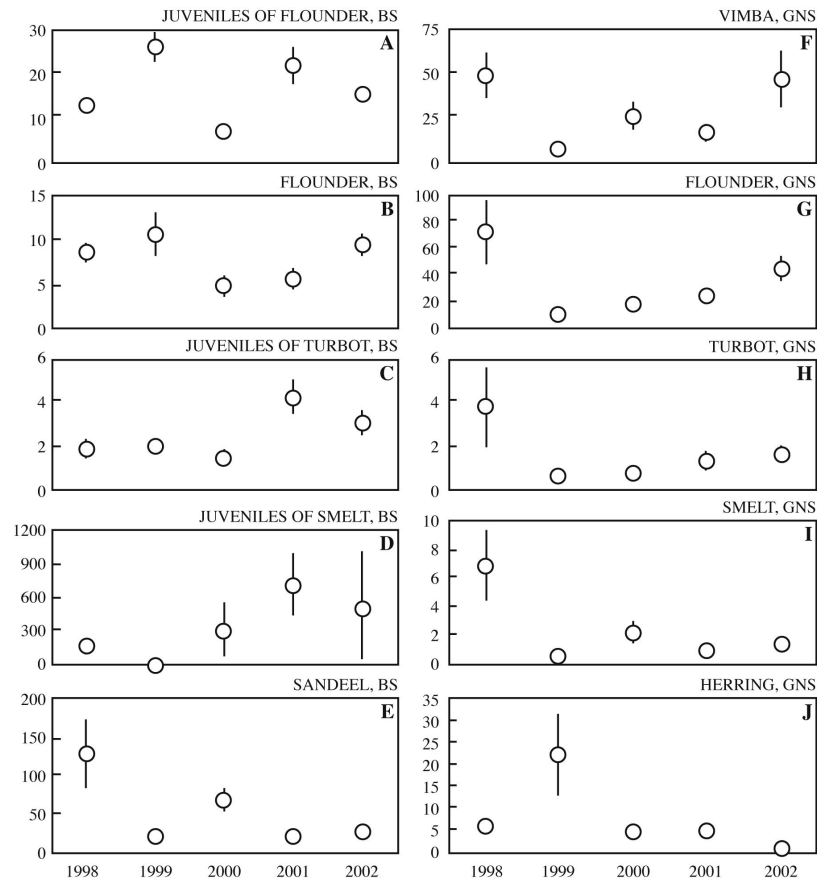 JUVENILES OF FLOUNDER, BS
A
30
20
10
0
FLOUNDER, BS
B
15
10
5
0
JUVENILES OF TURBOT, BS
C
6
4
2
0
JUVENILES OF SMELT, BS
D
1200
900
600
300
0
SANDEEL, BS
E
200
150
100
50
0
1998 1999 2000 2001 2002
VIMBA, GNS
F
75
50
25
0
FLOUNDER, GNS
G
100
80
60
40
20
0
TURBOT, GNS
H
6
4
2
0
SMELT, GNS
I
10
8
6
4
2
0
HERRING, GNS
J
35
30
25
20
15
10
5
0
1998 1999 2000 2001 2002